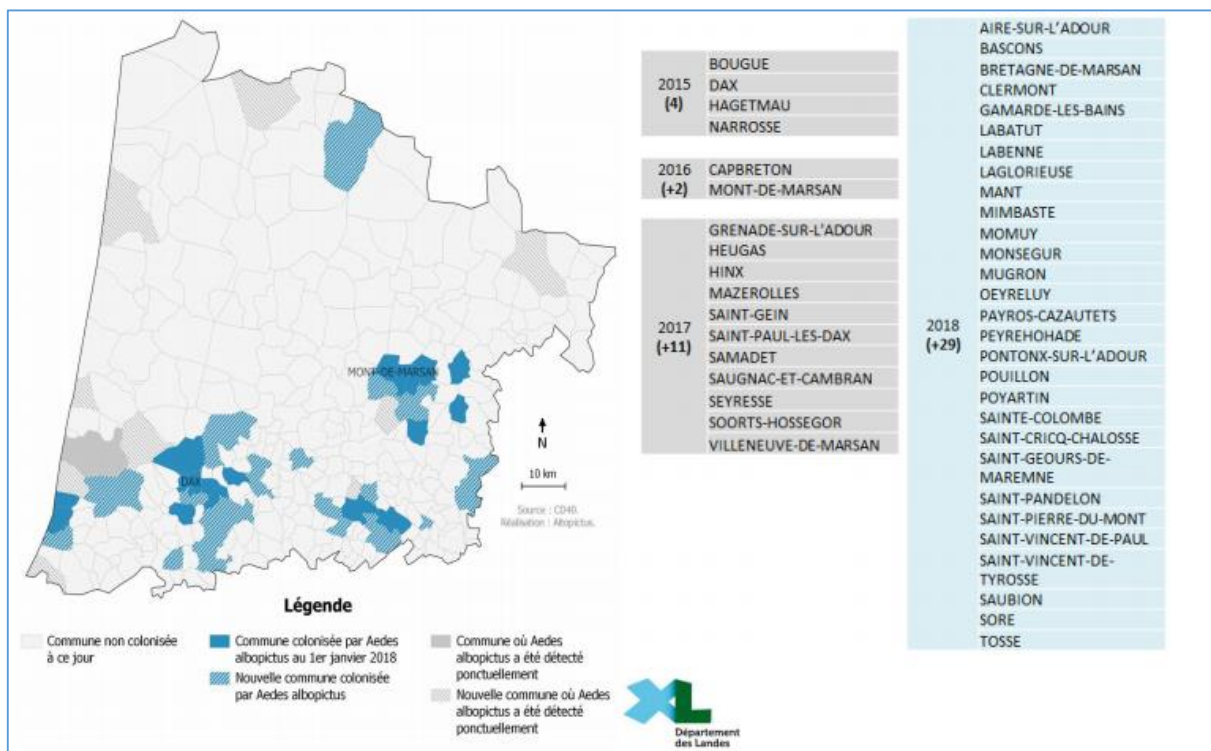 MONT-DE-MARSAN
DAX
N
10 km
Source : CD40.
Réalisation : Altopictus.
Légende
Commune non colonisée
à ce jour
Commune colonisée par Aedes
albopictus au 1er janvier 2018
Nouvelle commune colonisée
par Aedes albopictus
Commune où Aedes
albopictus a été détecté
ponctuellement
Nouvelle commune où Aedes
albopictus a été détecté
ponctuellement
XL
Département
des Landes
2015
(4)
BOUGUE
DAX
HAGETMAU
NARROSSE
2016
(+2)
CAPBRETON
MONT-DE-MARSAN
2017
(+11)
GRENADE-SUR-L'ADOUR
HEUGAS
HINX
MAZEROLLES
SAINT-GEIN
SAINT-PAUL-LES-DAX
SAMADET
SAUGNAC-ET-CAMBRAN
SEYRESSE
SOORTS-HOSSEGOR
VILLENEUVE-DE-MARSAN
2018
(+29)
AIRE-SUR-L'ADOUR
BASCONS
BRETAGNE-DE-MARSAN
CLERMONT
GAMARDE-LES-BAINS
LABATUT
LABENNE
LAGLORIEUSE
MANT
MIMBASTE
MOMUY
MONSEGUR
MUGRON
OEYRELUY
PAYROS-CAZAUTETS
PEYREHOHADE
PONTONX-SUR-L'ADOUR
POUILLON
POYARTIN
SAINTE-COLOMBE
SAINT-CRICQ-CHALOSSE
SAINT-GEOURS-DE-
MAREMNE
SAINT-PANDELON
SAINT-PIERRE-DU-MONT
SAINT-VINCENT-DE-PAUL
SAINT-VINCENT-DE-
TYROSSE
SAUBION
SORE
TOSSE